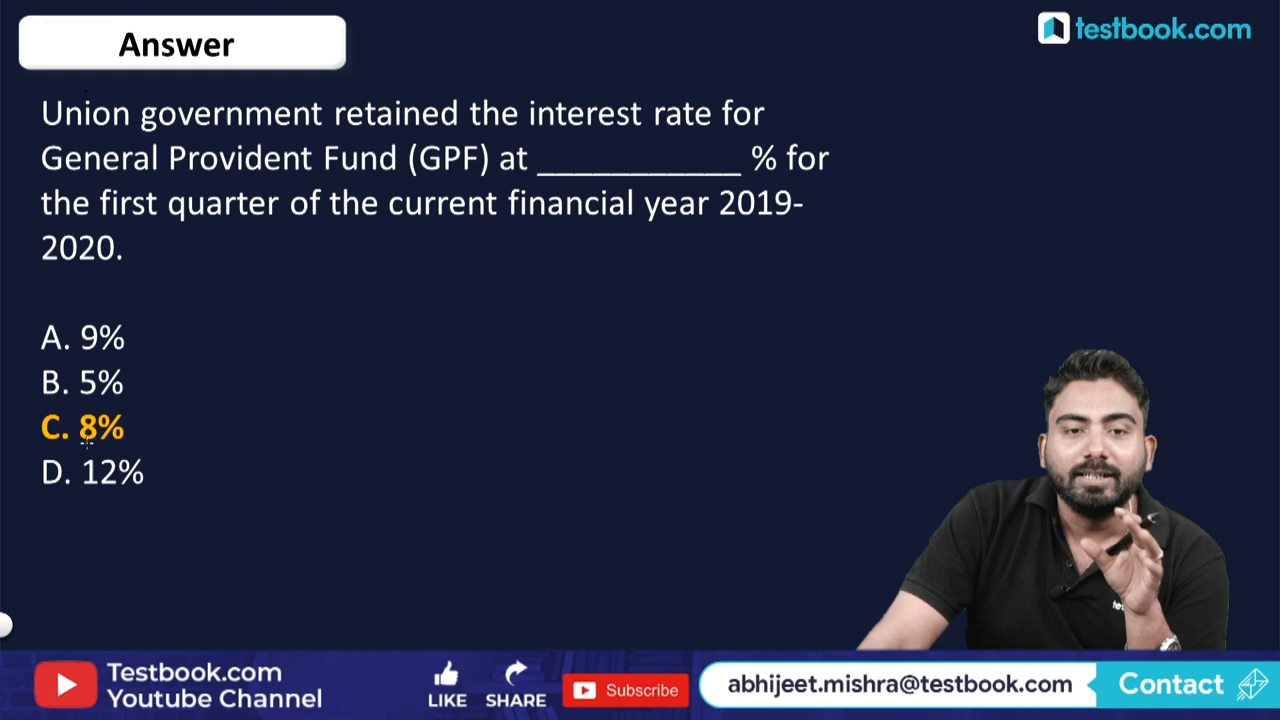 Answer
testbook.com
Union government retained the interest rate for
General Provident Fund (GPF) at ___________ % for
the first quarter of the current financial year 2019-
2020.
A. 9%
B. 5%
C. 8%
D. 12%
Testbook.com
Youtube Channel
LIKE
SHARE
Subscribe
abhijeet.mishra@testbook.com
Contact